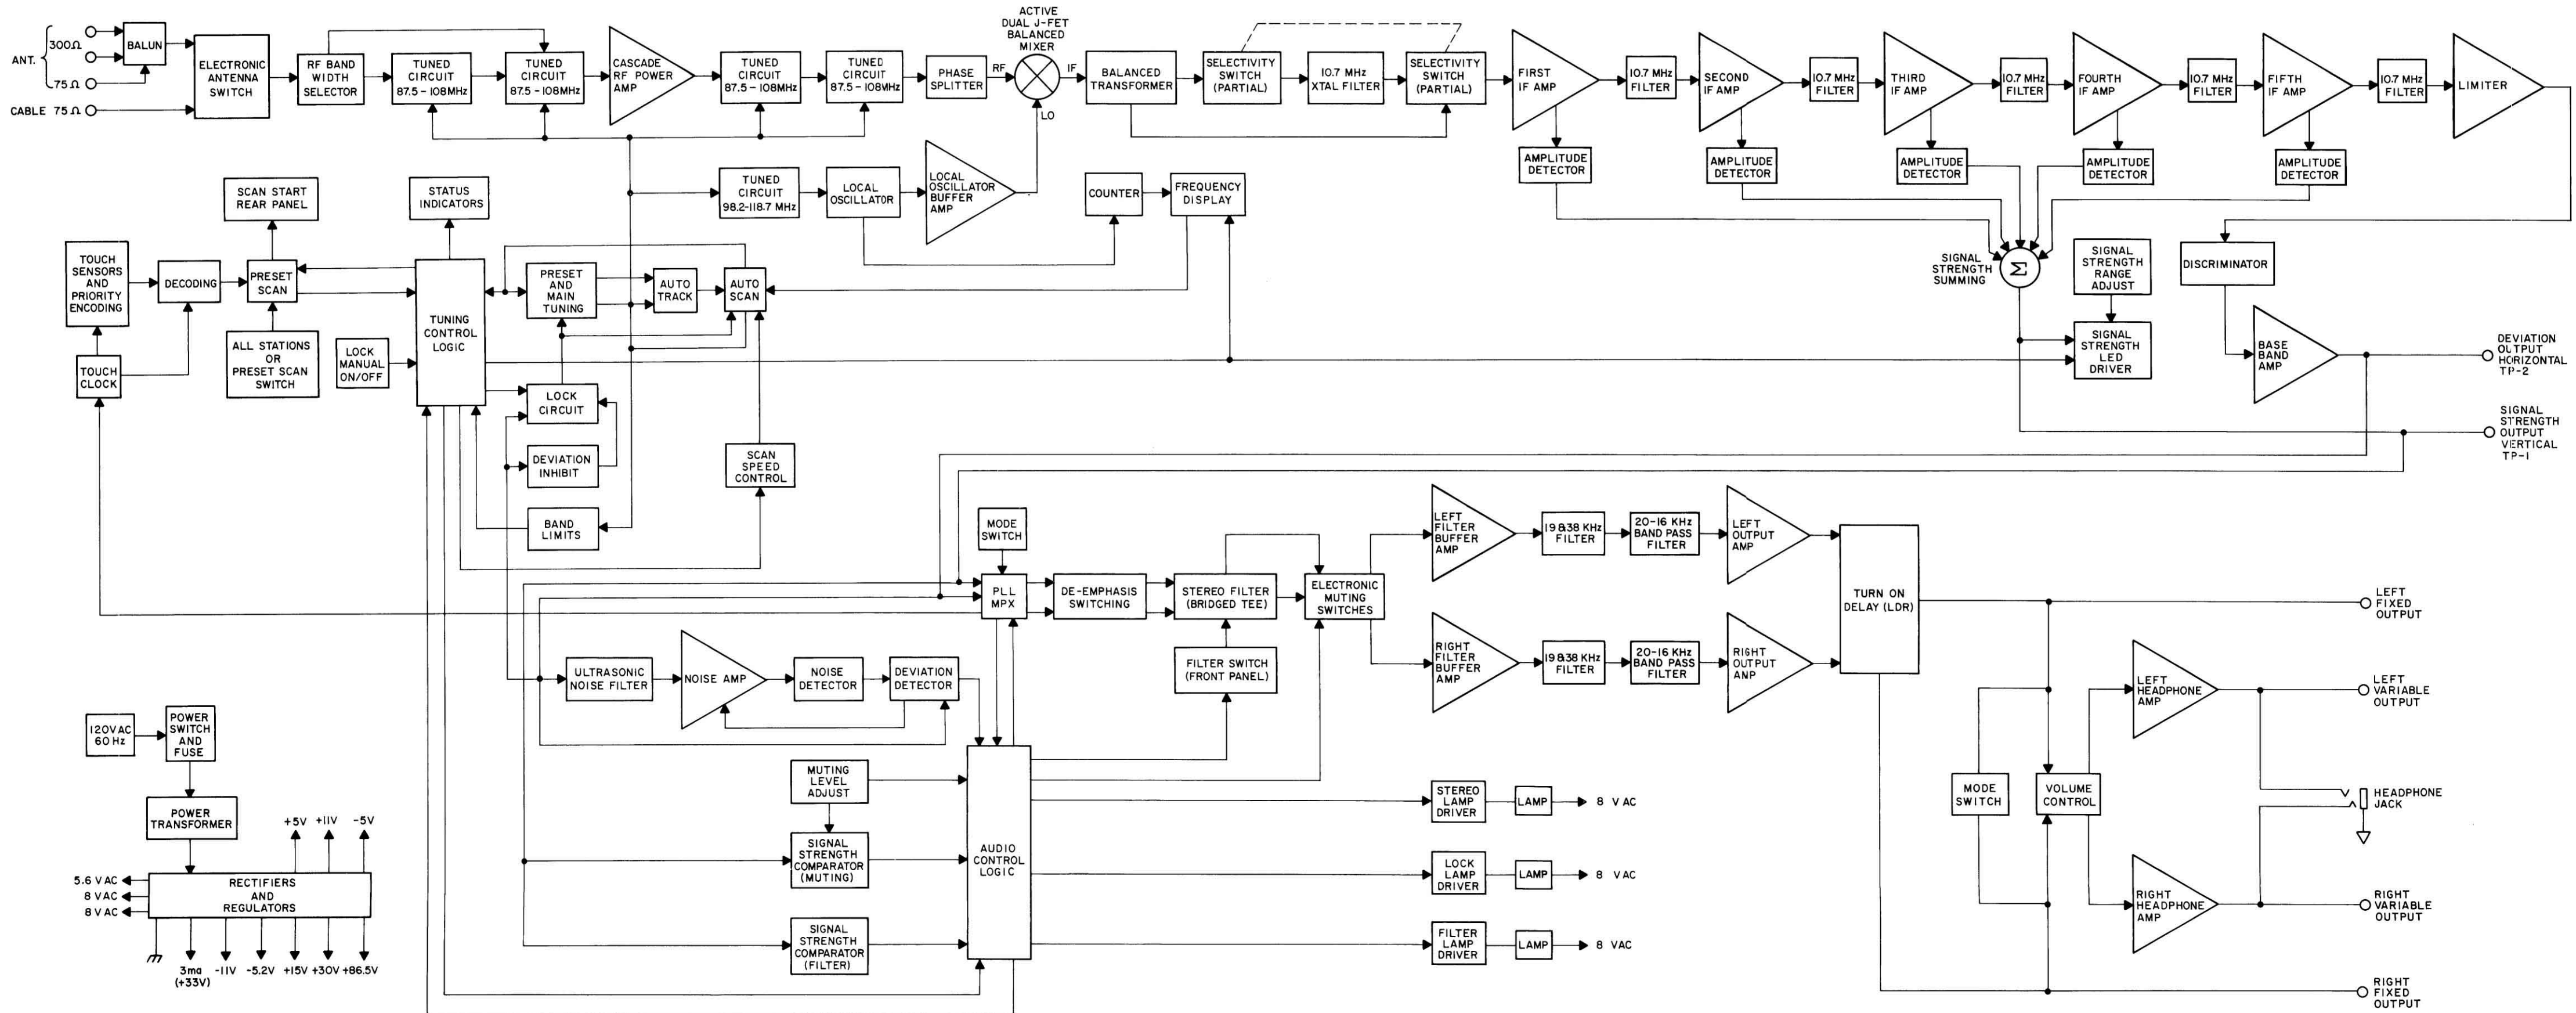 ANT.
300Ω
75Ω
CABLE 75Ω
BALUN
ELECTRONIC
ANTENNA
SWITCH
RF BAND
WIDTH
SELECTOR
TUNED
CIRCUIT
87.5-108MHz
TUNED
CIRCUIT
87.5-108MHz
CASCADE
RF POWER
AMP
TUNED
CIRCUIT
87.5-108MHz
TUNED
CIRCUIT
87.5-108MHz
PHASE
SPLITTER
RF
ACTIVE
DUAL J-FET
BALANCED
MIXER
IF
LO
BALANCED
TRANSFORMER
SELECTIVITY
SWITCH
(PARTIAL)
10.7 MHz
XTAL FILTER
SELECTIVITY
SWITCH
(PARTIAL)
FIRST
IF AMP
10.7 MHz
FILTER
SECOND
IF AMP
10.7 MHz
FILTER
THIRD
IF AMP
10.7 MHz
FILTER
FOURTH
IF AMP
10.7 MHz
FILTER
FIFTH
IF AMP
10.7 MHz
FILTER
LIMITER
AMPLITUDE
DETECTOR
AMPLITUDE
DETECTOR
AMPLITUDE
DETECTOR
AMPLITUDE
DETECTOR
AMPLITUDE
DETECTOR
SCAN START
REAR PANEL
STATUS
INDICATORS
TUNED
CIRCUIT
98.2-118.7 MHz
LOCAL
OSCILLATOR
LOCAL
OSCILLATOR
BUFFER
AMP
COUNTER
FREQUENCY
DISPLAY
TOUCH
SENSORS
AND
PRIORITY
ENCODING
DECODING
PRESET
SCAN
TUNING
CONTROL
LOGIC
PRESET
AND
MAIN
TUNING
AUTO
TRACK
AUTO
SCAN
SIGNAL
STRENGTH
SUMMING
Σ
SIGNAL
STRENGTH
RANGE
ADJUST
DISCRIMINATOR
TOUCH
CLOCK
ALL STATIONS
OR
PRESET SCAN
SWITCH
LOCK
MANUAL
ON/OFF
LOCK
CIRCUIT
SIGNAL
STRENGTH
LED
DRIVER
BASE
BAND
AMP
DEVIATION
OUTPUT
HORIZONTAL
TP-2
SIGNAL
STRENGTH
OUTPUT
VERTICAL
TP-1
DEVIATION
INHIBIT
SCAN
SPEED
CONTROL
BAND
LIMITS
MODE
SWITCH
PLL
MPX
DE-EMPHASIS
SWITCHING
STEREO FILTER
(BRIDGED TEE)
ELECTRONIC
MUTING
SWITCHES
LEFT
FILTER
BUFFER
AMP
19&38 KHz
FILTER
20-16 KHz
BAND PASS
FILTER
LEFT
OUTPUT
AMP
TURN ON
DELAY (LDR)
LEFT
FIXED
OUTPUT
ULTRASONIC
NOISE FILTER
NOISE AMP
NOISE
DETECTOR
DEVIATION
DETECTOR
FILTER SWITCH
(FRONT PANEL)
RIGHT
FILTER
BUFFER
AMP
19&38 KHz
FILTER
20-16 KHz
BAND PASS
FILTER
RIGHT
OUTPUT
ANP
LEFT
HEADPHONE
AMP
LEFT
VARIABLE
OUTPUT
120VAC
60 Hz
POWER
SWITCH
AND
FUSE
POWER
TRANSFORMER
MUTING
LEVEL
ADJUST
STEREO
LAMP
DRIVER
LAMP
8 VAC
MODE
SWITCH
VOLUME
CONTROL
HEADPHONE
JACK
+5V
+11V
-5V
SIGNAL
STRENGTH
COMPARATOR
(MUTING)
AUDIO
CONTROL
LOGIC
LOCK
LAMP
DRIVER
LAMP
8 VAC
5.6 VAC
8 VAC
8 VAC
RECTIFIERS
AND
REGULATORS
RIGHT
HEADPHONE
AMP
RIGHT
VARIABLE
OUTPUT
SIGNAL
STRENGTH
COMPARATOR
(FILTER)
FILTER
LAMP
DRIVER
LAMP
8 VAC
3ma
(+33V)
-11V
-5.2V
+15V
+30V
+86.5V
RIGHT
FIXED
OUTPUT